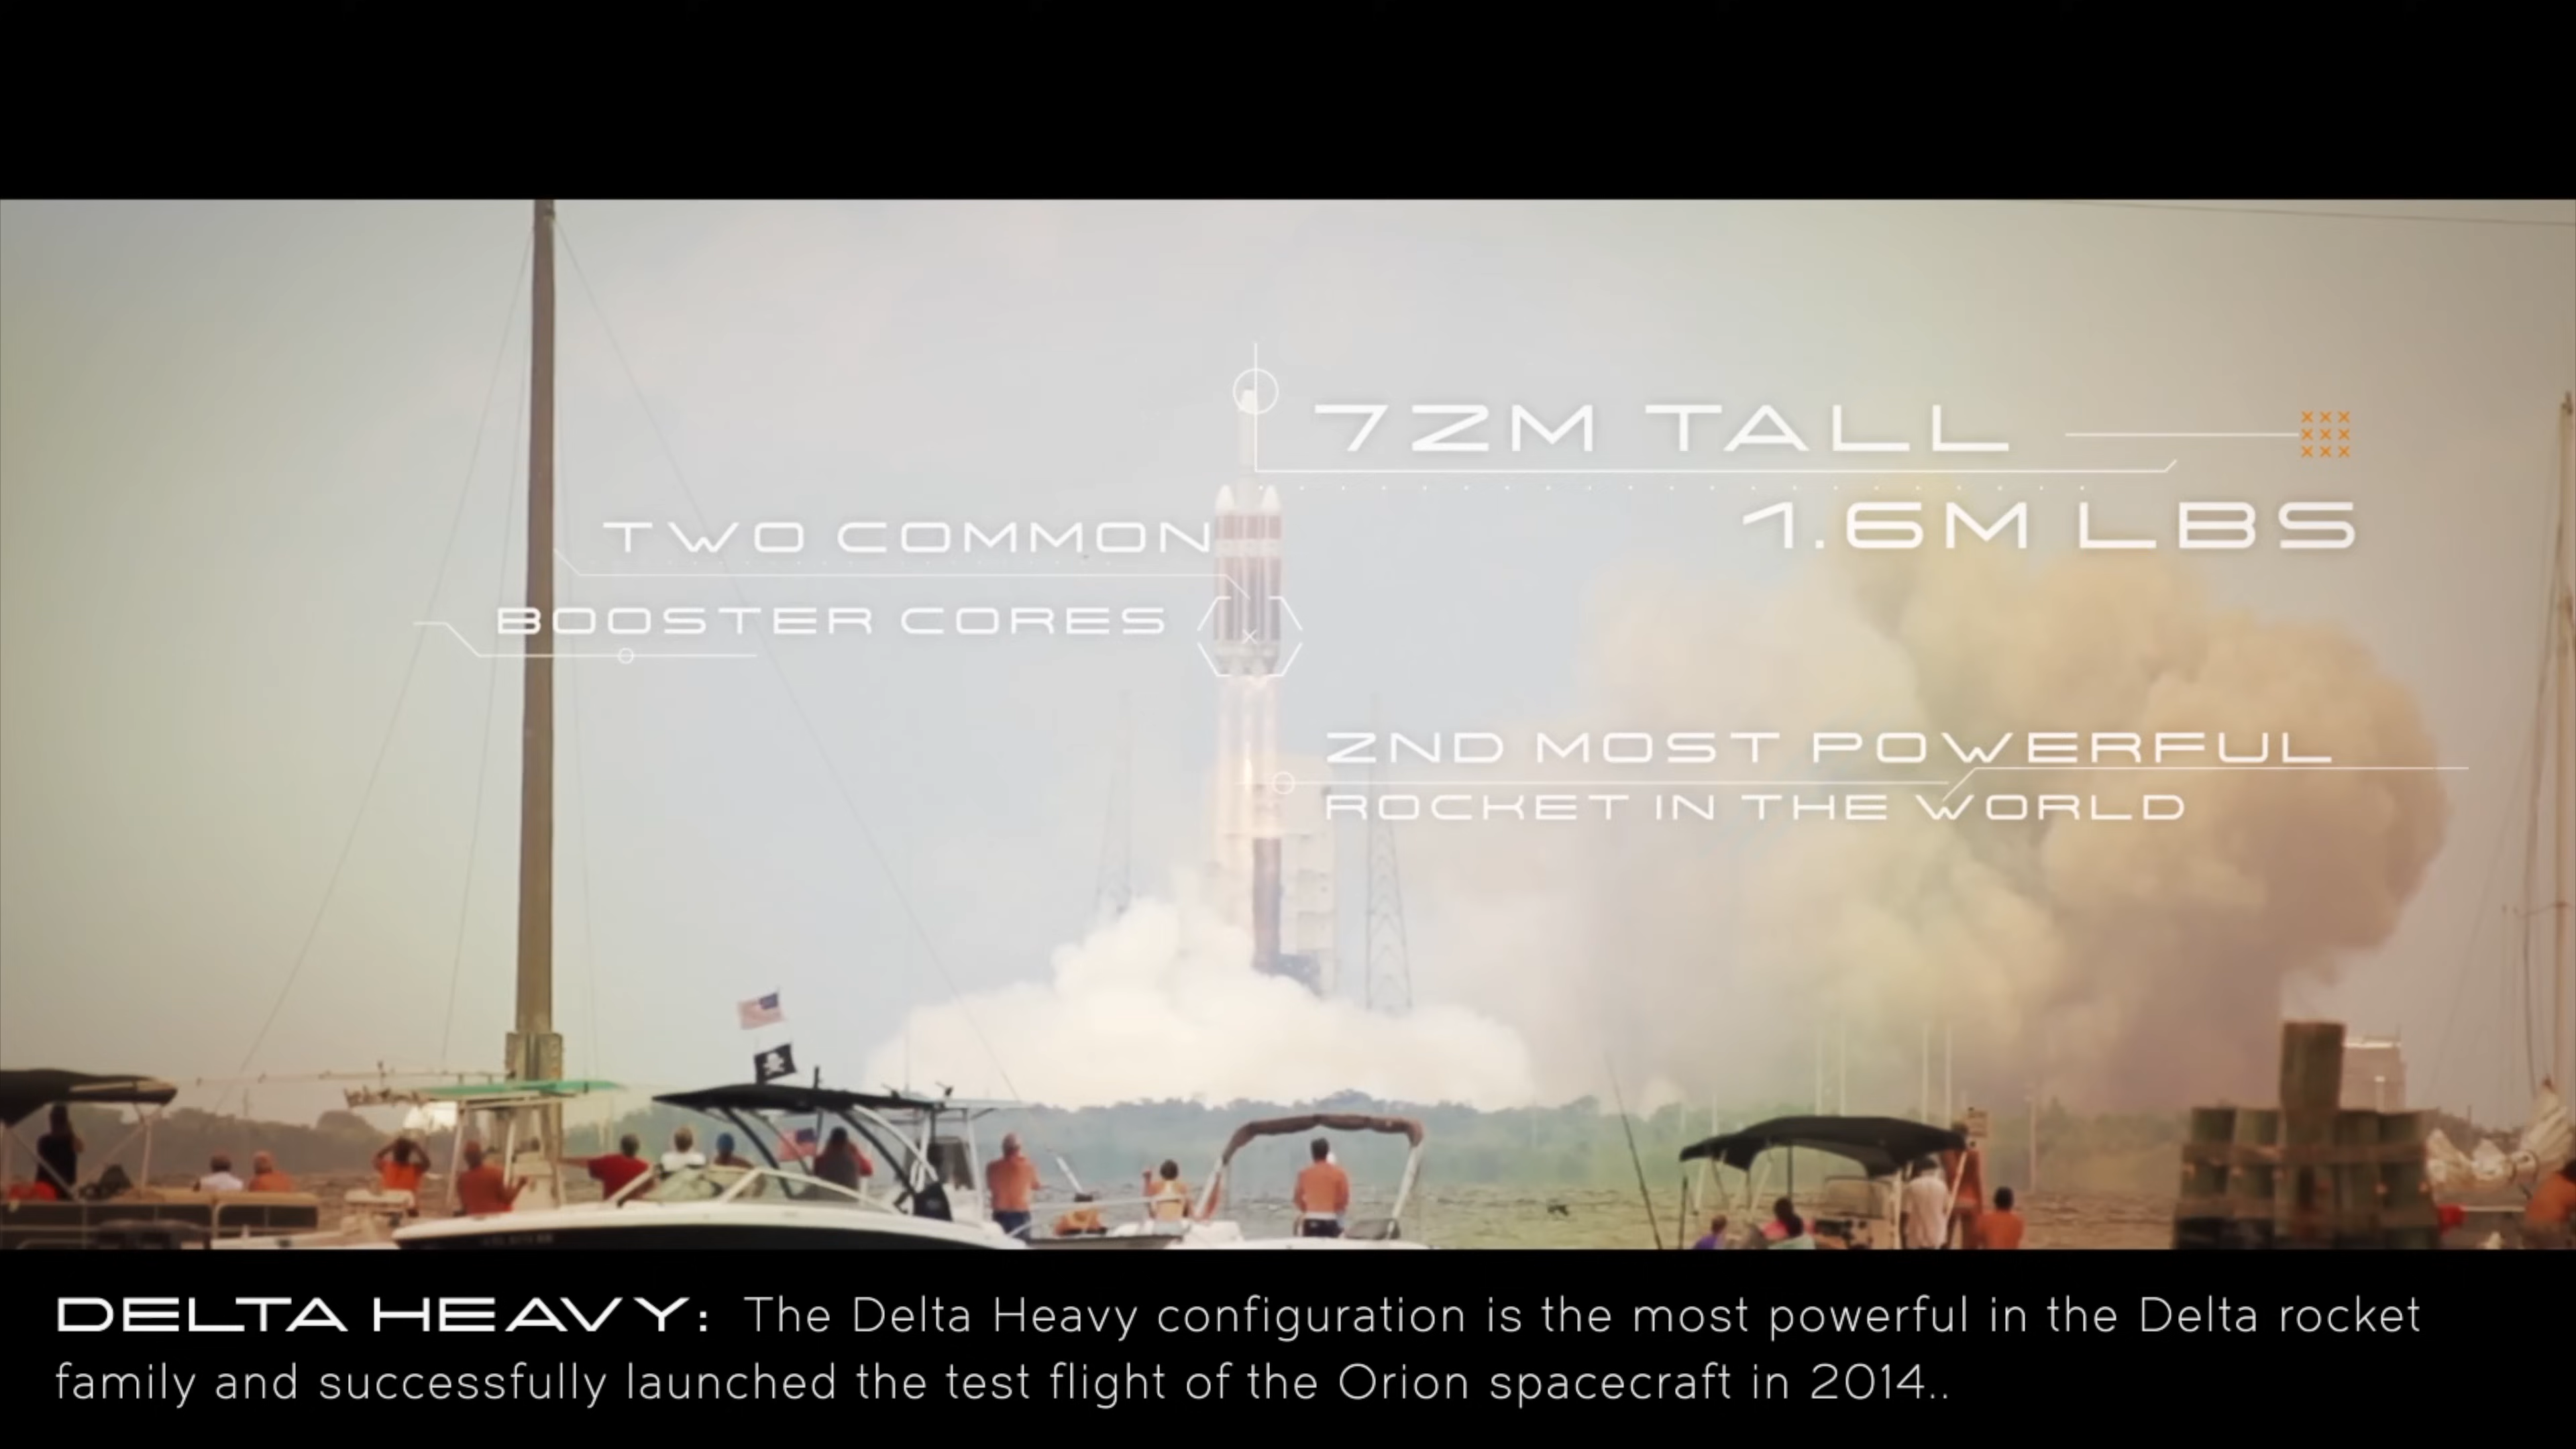 72M TALL
1.6M LBS
TWO COMMON
BOOSTER CORES
2ND MOST POWERFUL
ROCKET IN THE WORLD
DELTA HEAVY: The Delta Heavy configuration is the most powerful in the Delta rocket
family and successfully launched the test flight of the Orion spacecraft in 2014..